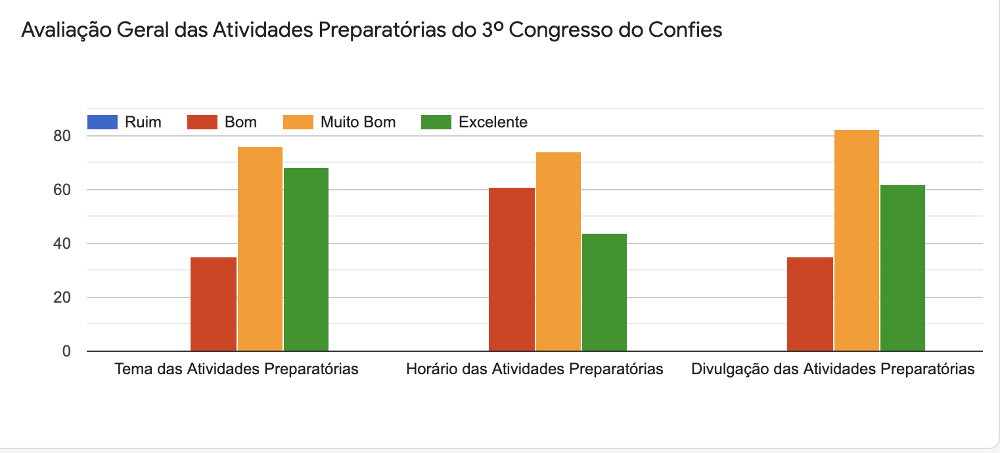 Avaliação Geral das Atividades Preparatórias do 3º Congresso do Confies
Ruim Bom Muito Bom Excelente
80
60
40
20
0
Tema das Atividades Preparatórias Horário das Atividades Preparatórias Divulgação das Atividades Preparatórias